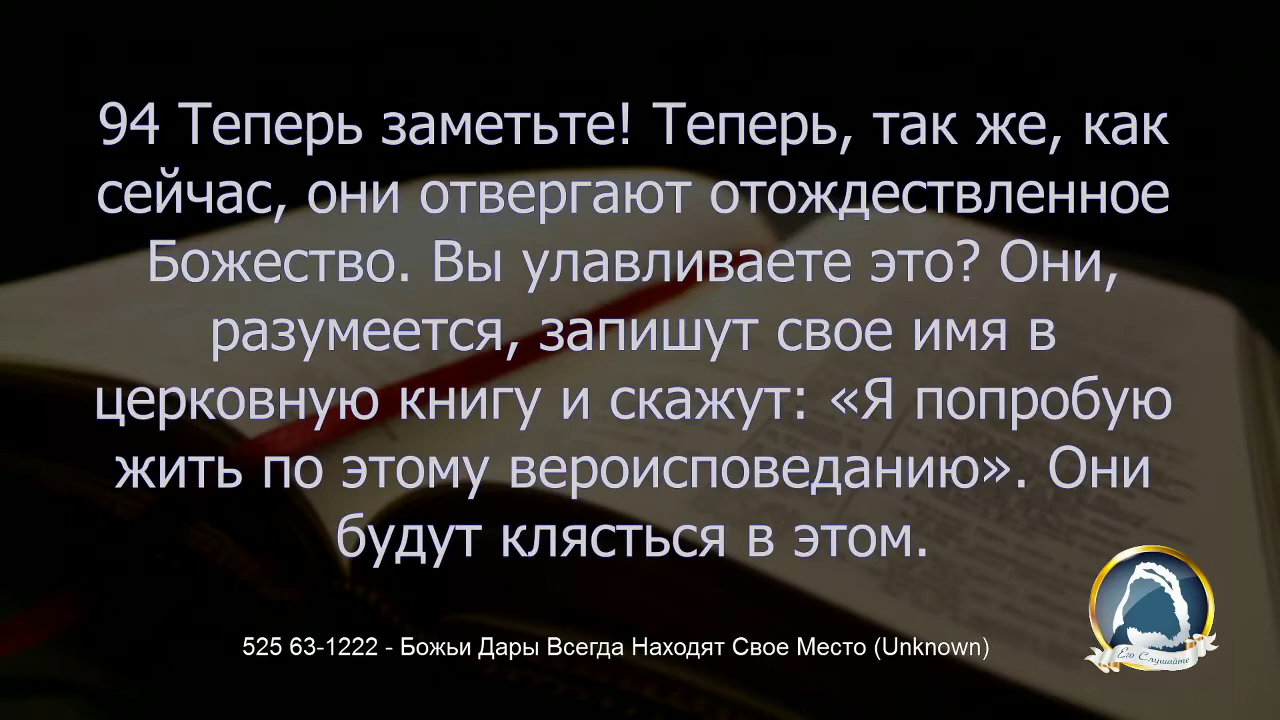 94 Теперь заметьте! Теперь, так же, как
сейчас, они отвергают отождествленное
Божество. Вы улавливаете это? Они,
разумеется, запишут свое имя в
церковную книгу и скажут: «Я попробую
жить по этому вероисповеданию». Они
будут клясться в этом.
525 63-1222 - Божьи Дары Всегда Находят Свое Место (Unknown)
Его Слушайте